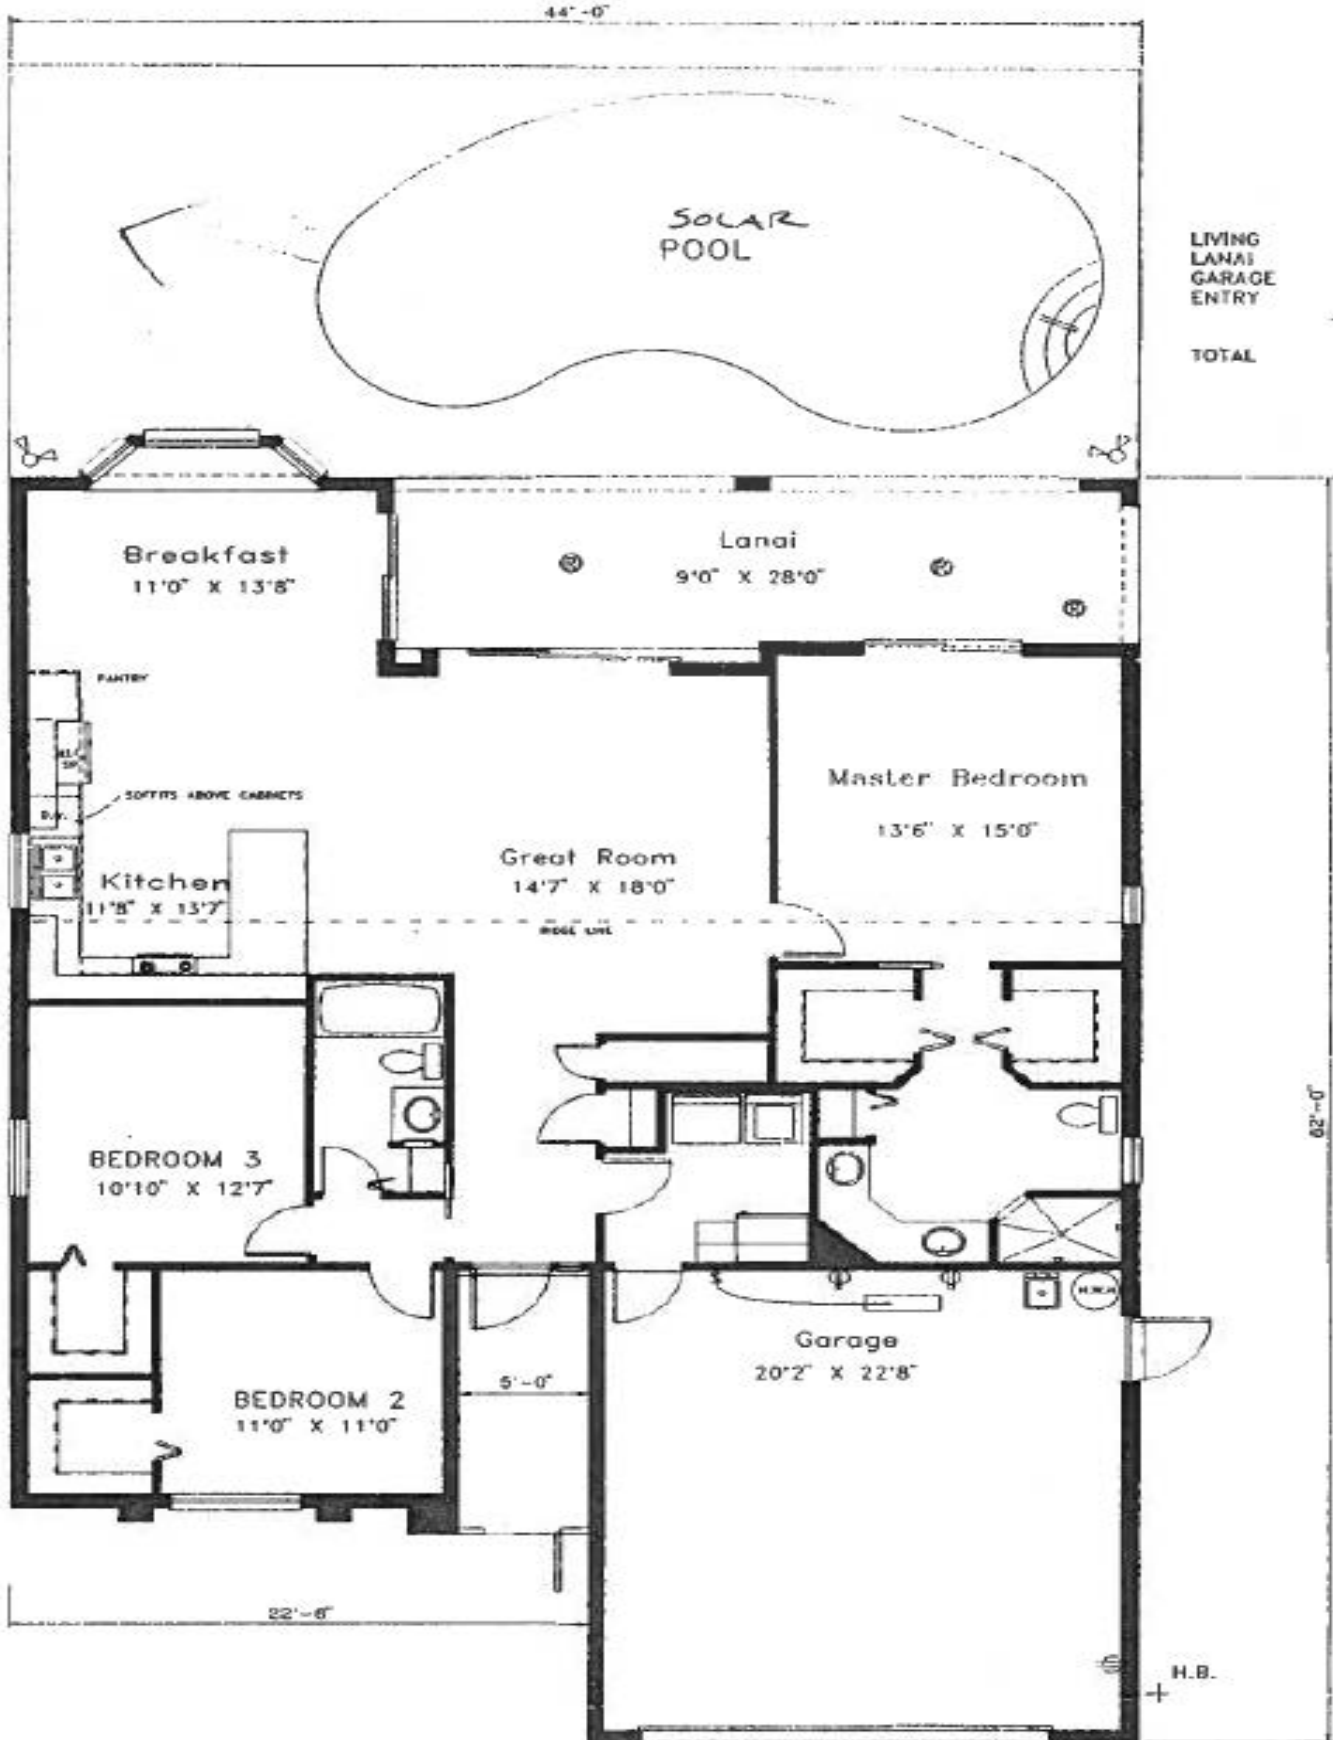 44'-0"
SOLAR
POOL
LIVING
LANAI
GARAGE
ENTRY
TOTAL
Breakfast
11'0" X 13'8"
Lanai
9'0" X 28'0"
PANTRY
SOFFITS ABOVE CABINETS
D.W.
Kitchen
11'8" X 13'7"
Great Room
14'7" X 18'0"
RIDGE LINE
Master Bedroom
13'6" X 15'0"
BEDROOM 3
10'10" X 12'7"
62'-0"
BEDROOM 2
11'0" X 11'0"
5'-0"
Garage
20'2" X 22'8"
22'-6"
H.B.